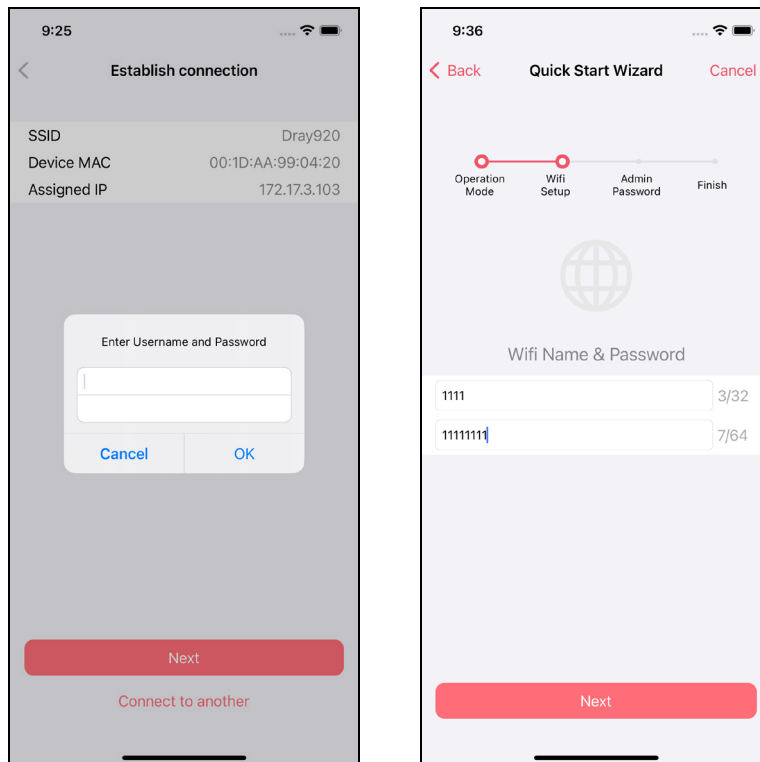 9:25
Establish connection
SSID Dray920
Device MAC 00:1D:AA:99:04:20
Assigned IP 172.17.3.103
Enter Username and Password
Cancel OK
Next
Connect to another
9:36
Back Quick Start Wizard Cancel
Operation Mode
Wifi Setup
Admin Password
Finish
Wifi Name & Password
1111 3/32
11111111 7/64
Next